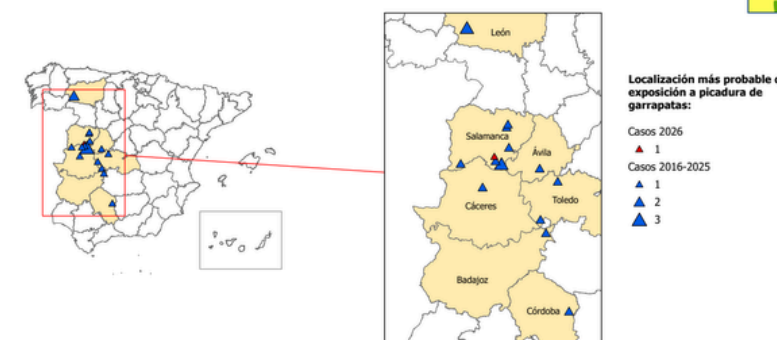 León
Salamanca
Ávila
Cáceres
Toledo
Badajoz
Córdoba
Localización más probable
exposición a picadura de
garrapatas:
Casos 2026
1
Casos 2016-2025
1
2
3